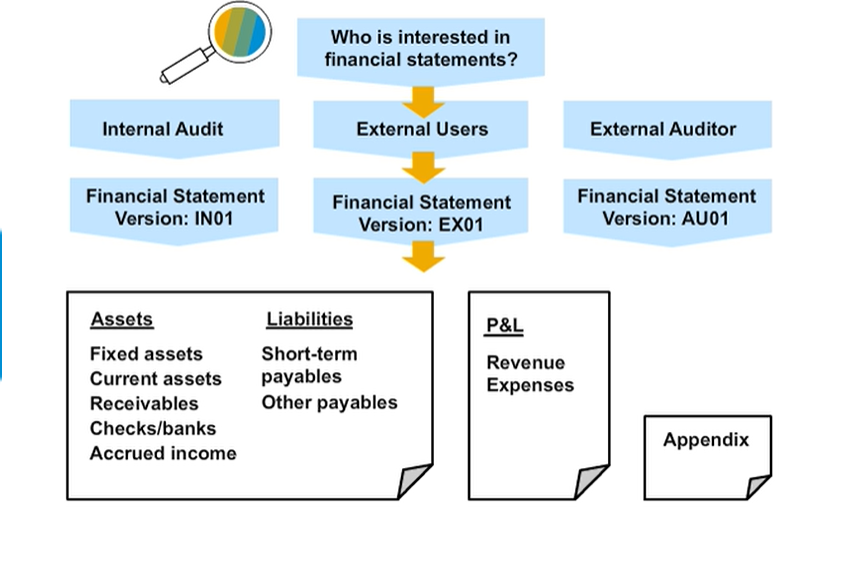 Who is interested in
financial statements?
Internal Audit
External Users
External Auditor
Financial Statement
Version: IN01
Financial Statement
Version: EX01
Financial Statement
Version: AU01
Assets
Fixed assets
Current assets
Receivables
Checks/banks
Accrued income
Liabilities
Short-term
payables
Other payables
P&L
Revenue
Expenses
Appendix